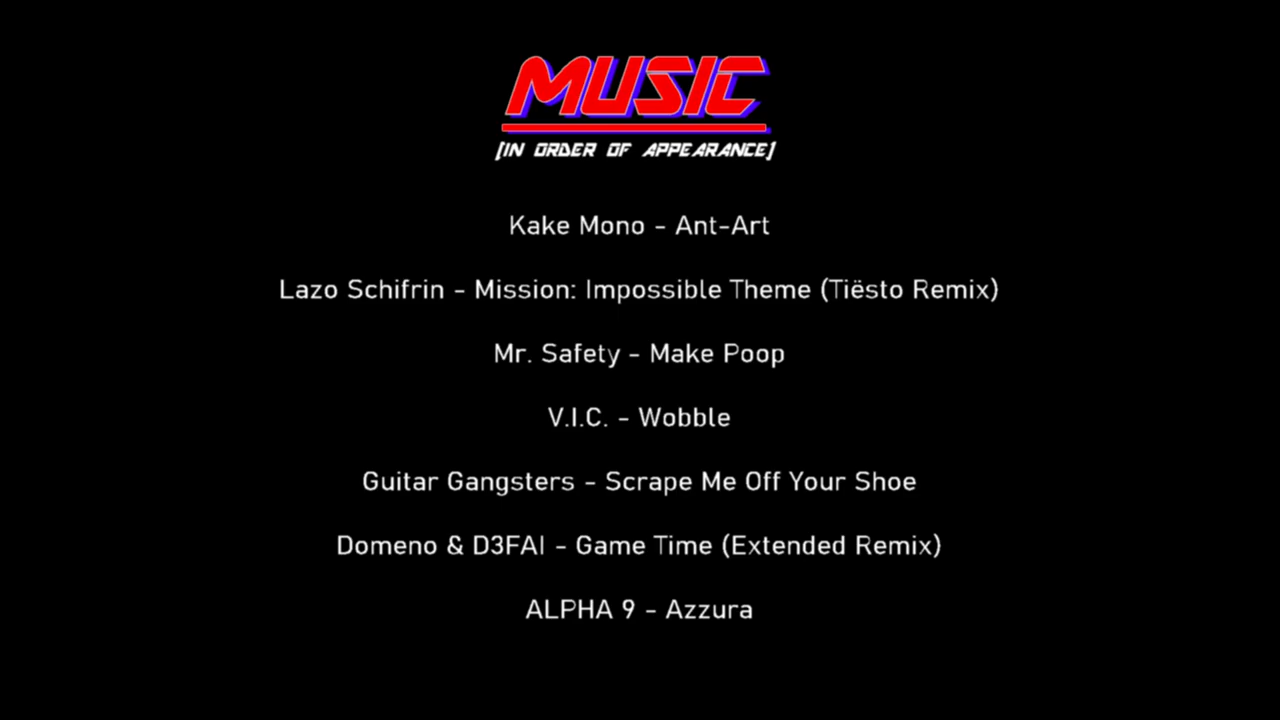 MUSIC
[IN ORDER OF APPEARANCE]
Kake Mono - Ant-Art
Lazo Schifrin - Mission: Impossible Theme (Tiësto Remix)
Mr. Safety - Make Poop
V.I.C. - Wobble
Guitar Gangsters - Scrape Me Off Your Shoe
Domeno & D3FAI - Game Time (Extended Remix)
ALPHA 9 - Azzura